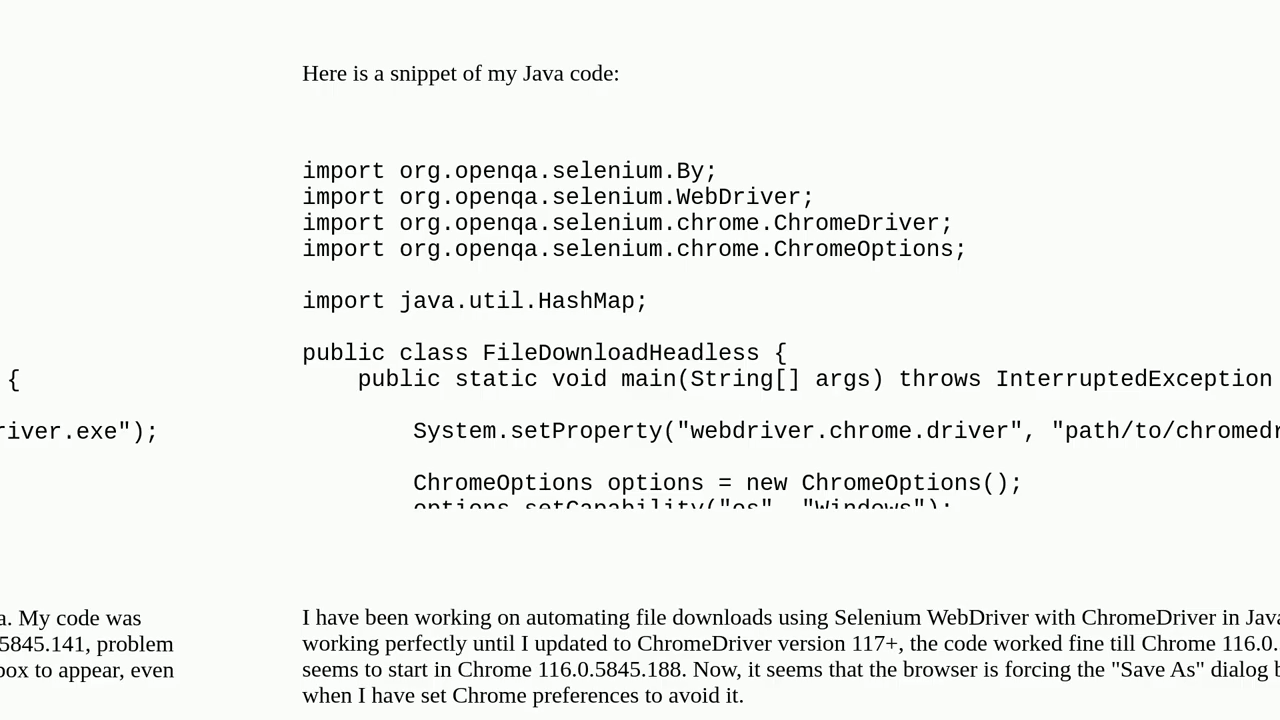 Here is a snippet of my Java code:
import org.openqa.selenium.By;
import org.openqa.selenium.WebDriver;
import org.openqa.selenium.chrome.ChromeDriver;
import org.openqa.selenium.chrome.ChromeOptions;
import java.util.HashMap;
public class FileDownloadHeadless {
{
public static void main(String[] args) throws InterruptedException
river.exe");
System.setProperty("webdriver.chrome.driver", "path/to/chromedr
ChromeOptions options = new ChromeOptions();
options.setCapability("os", "Windows");
a. My code was
5845.141, problem
box to appear, even
I have been working on automating file downloads using Selenium WebDriver with ChromeDriver in Java
working perfectly until I updated to ChromeDriver version 117+, the code worked fine till Chrome 116.0.
seems to start in Chrome 116.0.5845.188. Now, it seems that the browser is forcing the "Save As" dialog b
when I have set Chrome preferences to avoid it.